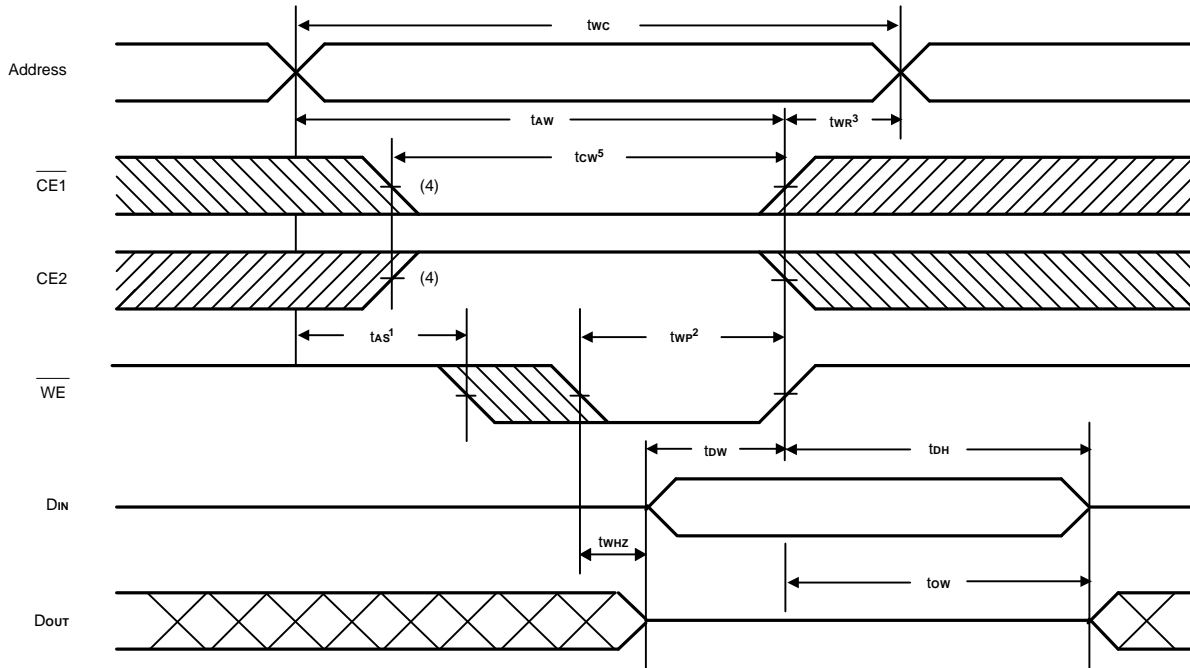 tWC
Address
tAW
tWR3
tCW5
CE1
(4)
CE2
(4)
tAS1
tWP2
WE
tDW
tDH
DIN
tWHZ
tOW
DOUT